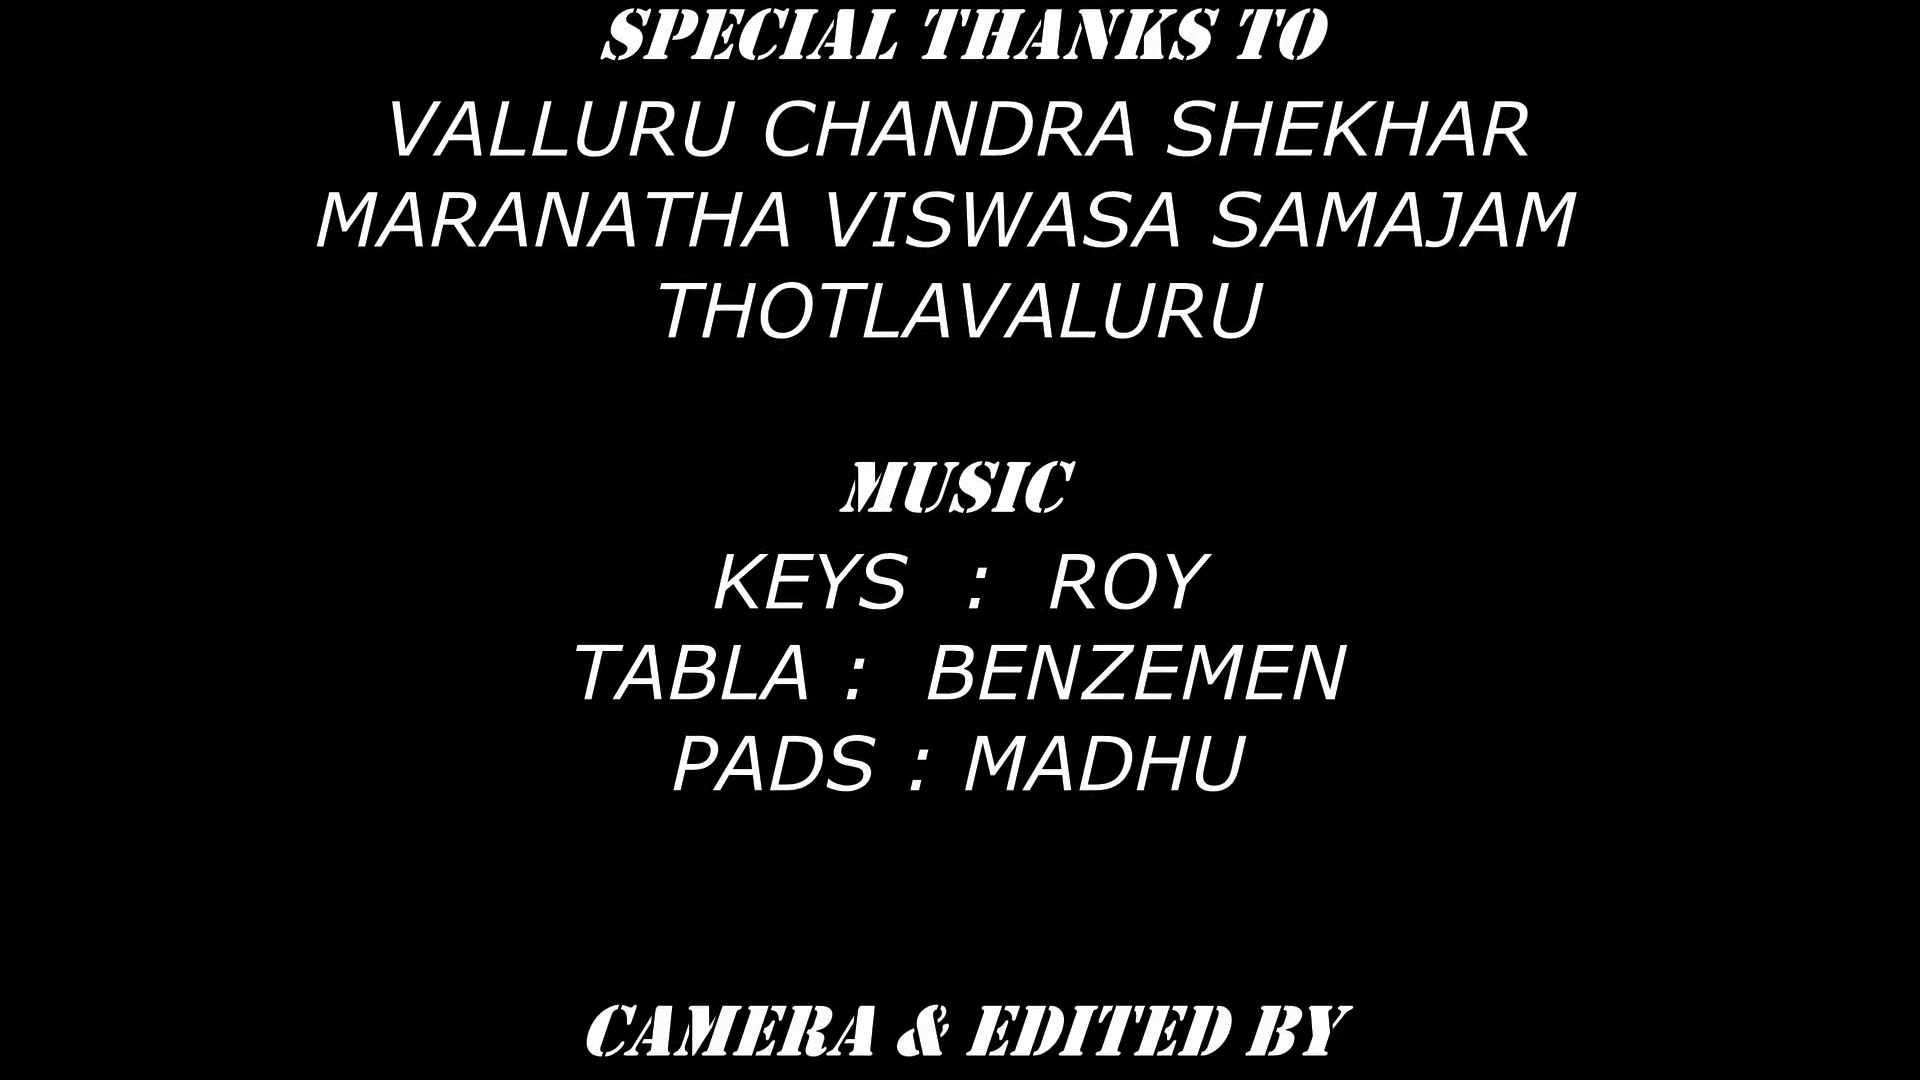 SPECIAL THANKS TO
VALLURU CHANDRA SHEKHAR
MARANATHA VISWASA SAMAJAM
THOTLAVALURU
MUSIC
KEYS : ROY
TABLA : BENZEMEN
PADS : MADHU
CAMERA & EDITED BY